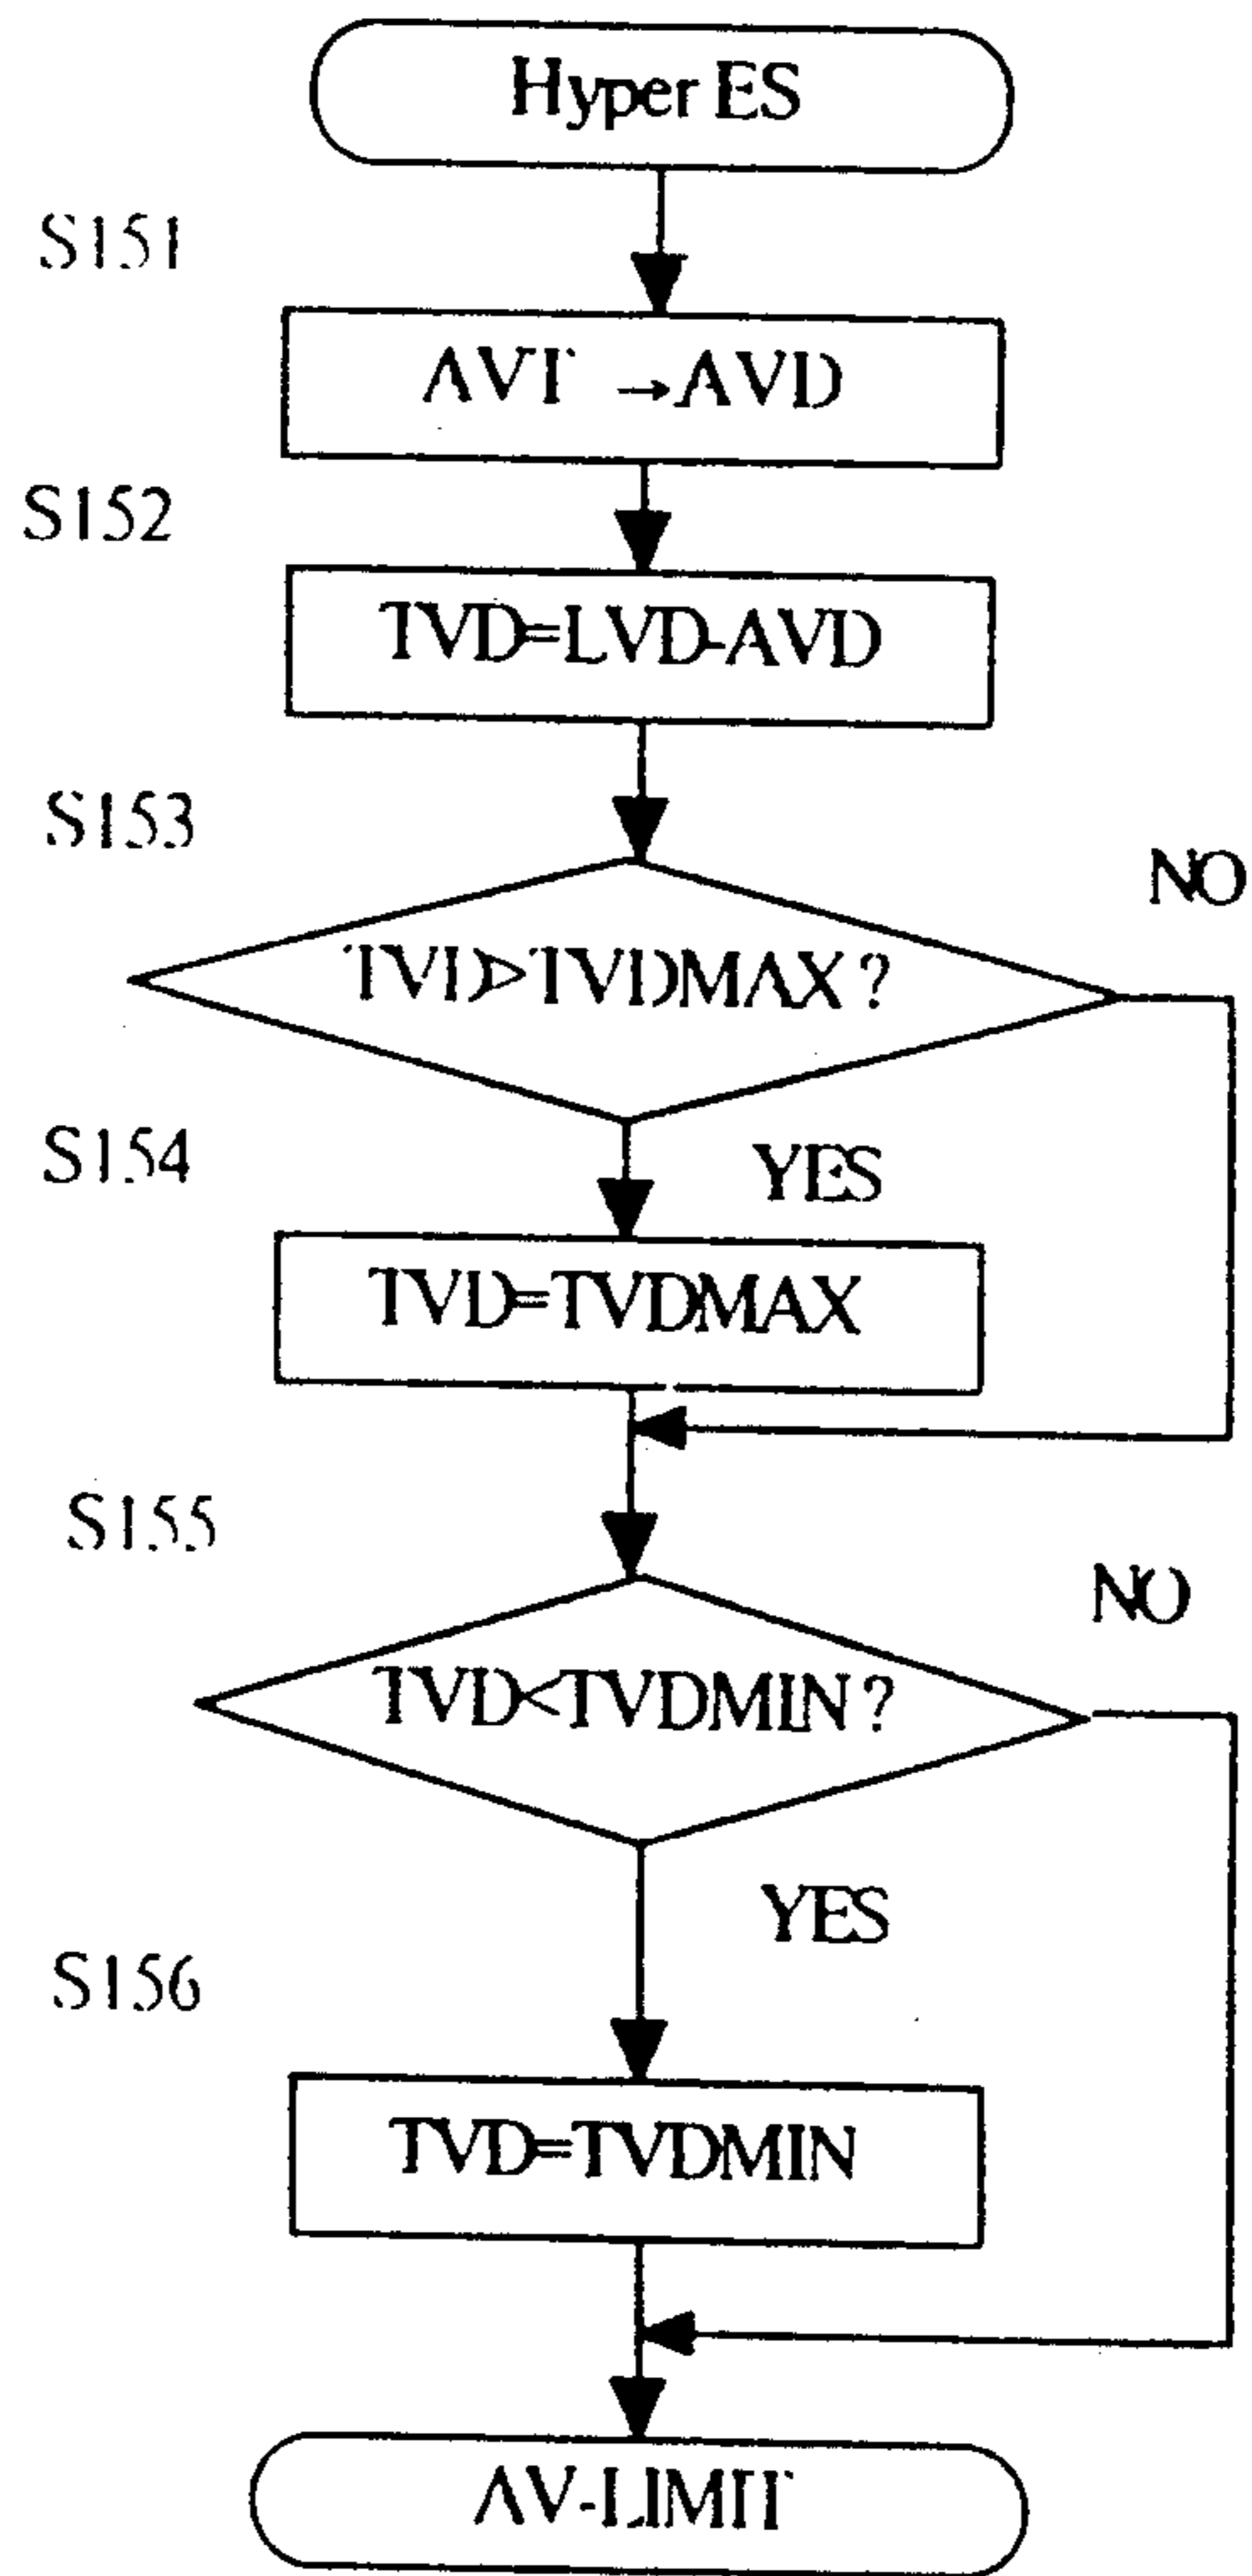 Hyper ES
S151
AVT →AVD
S152
TVD=LVD-AVD
S153
NO
TVD>TVDMAX?
S154
YES
TVD=TVDMAX
S155
NO
TVD<TVDMIN?
YES
S156
TVD=TVDMIN
AV-LIMIT